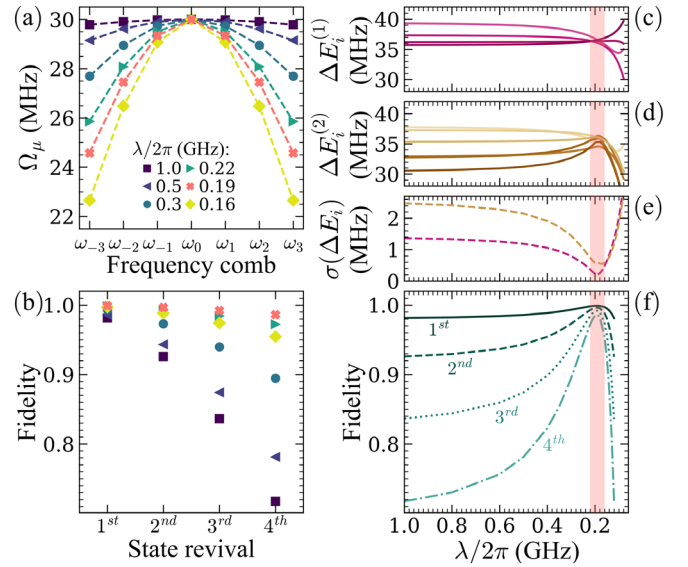 (a)
30
28
26
24
22
Ω_μ (MHz)
λ/2π (GHz):
1.0
0.22
0.5
0.19
0.3
0.16
ω_{-3} ω_{-2} ω_{-1} ω_0 ω_1 ω_2 ω_3
Frequency comb
(b)
1.0
0.9
0.8
Fidelity
1^{st} 2^{nd} 3^{rd} 4^{th}
State revival
(c)
40
35
30
ΔE_i^{(1)}
(MHz)
(d)
35
30
ΔE_i^{(2)}
(MHz)
(e)
2
1
0
σ(ΔE_i)
(MHz)
(f)
1.0
0.9
0.8
Fidelity
1^{st}
2^{nd}
3^{rd}
4^{th}
1.0 0.8 0.6 0.4 0.2
λ/2π (GHz)